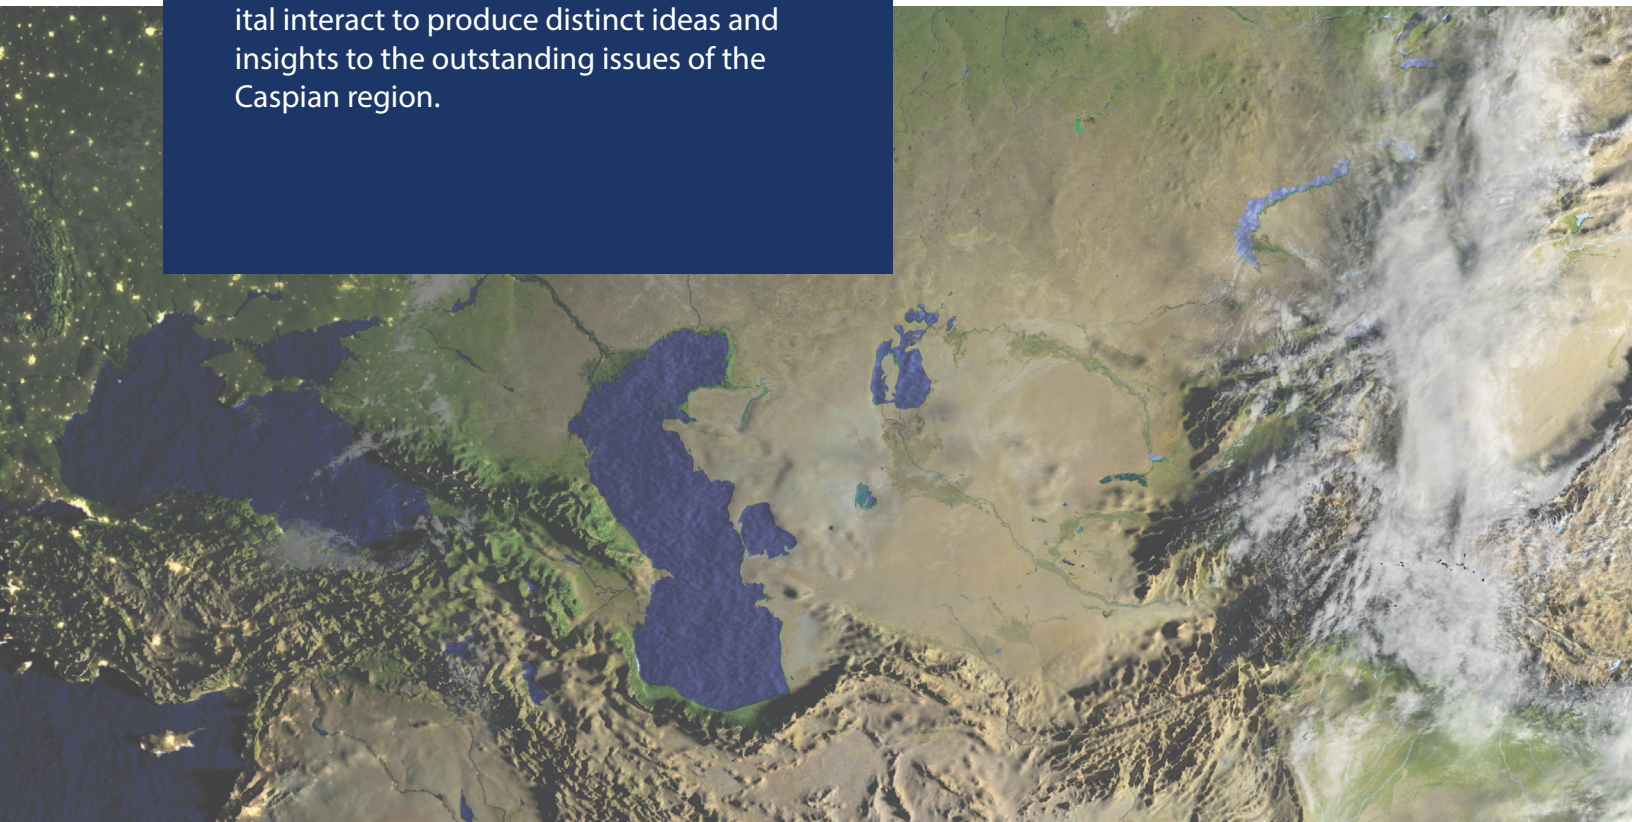 ital interact to produce distinct ideas and
insights to the outstanding issues of the
Caspian region.